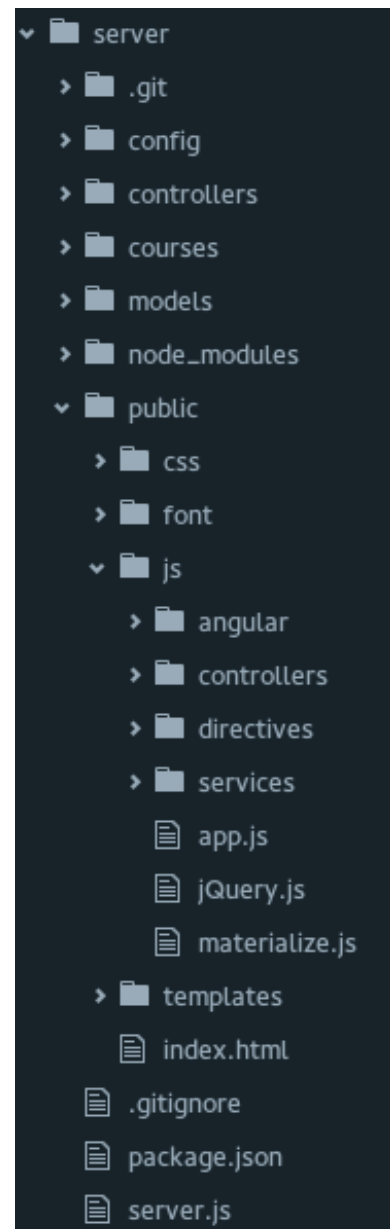 server
.git
config
controllers
courses
models
node_modules
public
css
font
js
angular
controllers
directives
services
app.js
jQuery.js
materialize.js
templates
index.html
.gitignore
package.json
server.js